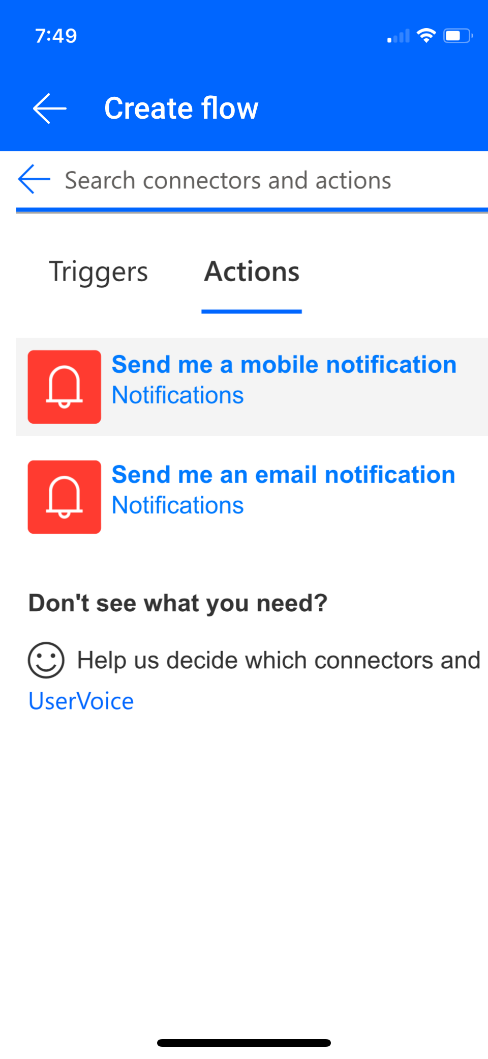 7:49
Create flow
Search connectors and actions
Triggers
Actions
Send me a mobile notification
Notifications
Send me an email notification
Notifications
Don't see what you need?
Help us decide which connectors and
UserVoice